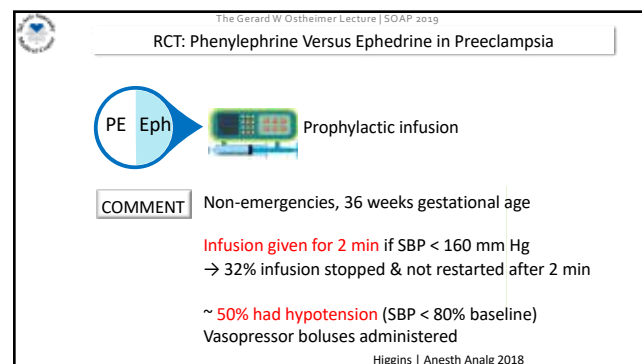 The Gerard W Ostheimer Lecture | SOAP 2019
RCT: Phenylephrine Versus Ephedrine in Preeclampsia
PE Eph
Prophylactic infusion
COMMENT
Non-emergencies, 36 weeks gestational age
Infusion given for 2 min if SBP < 160 mm Hg
→ 32% infusion stopped & not restarted after 2 min
~ 50% had hypotension (SBP < 80% baseline)
Vasopressor boluses administered
Higgins | Anesth Analg 2018